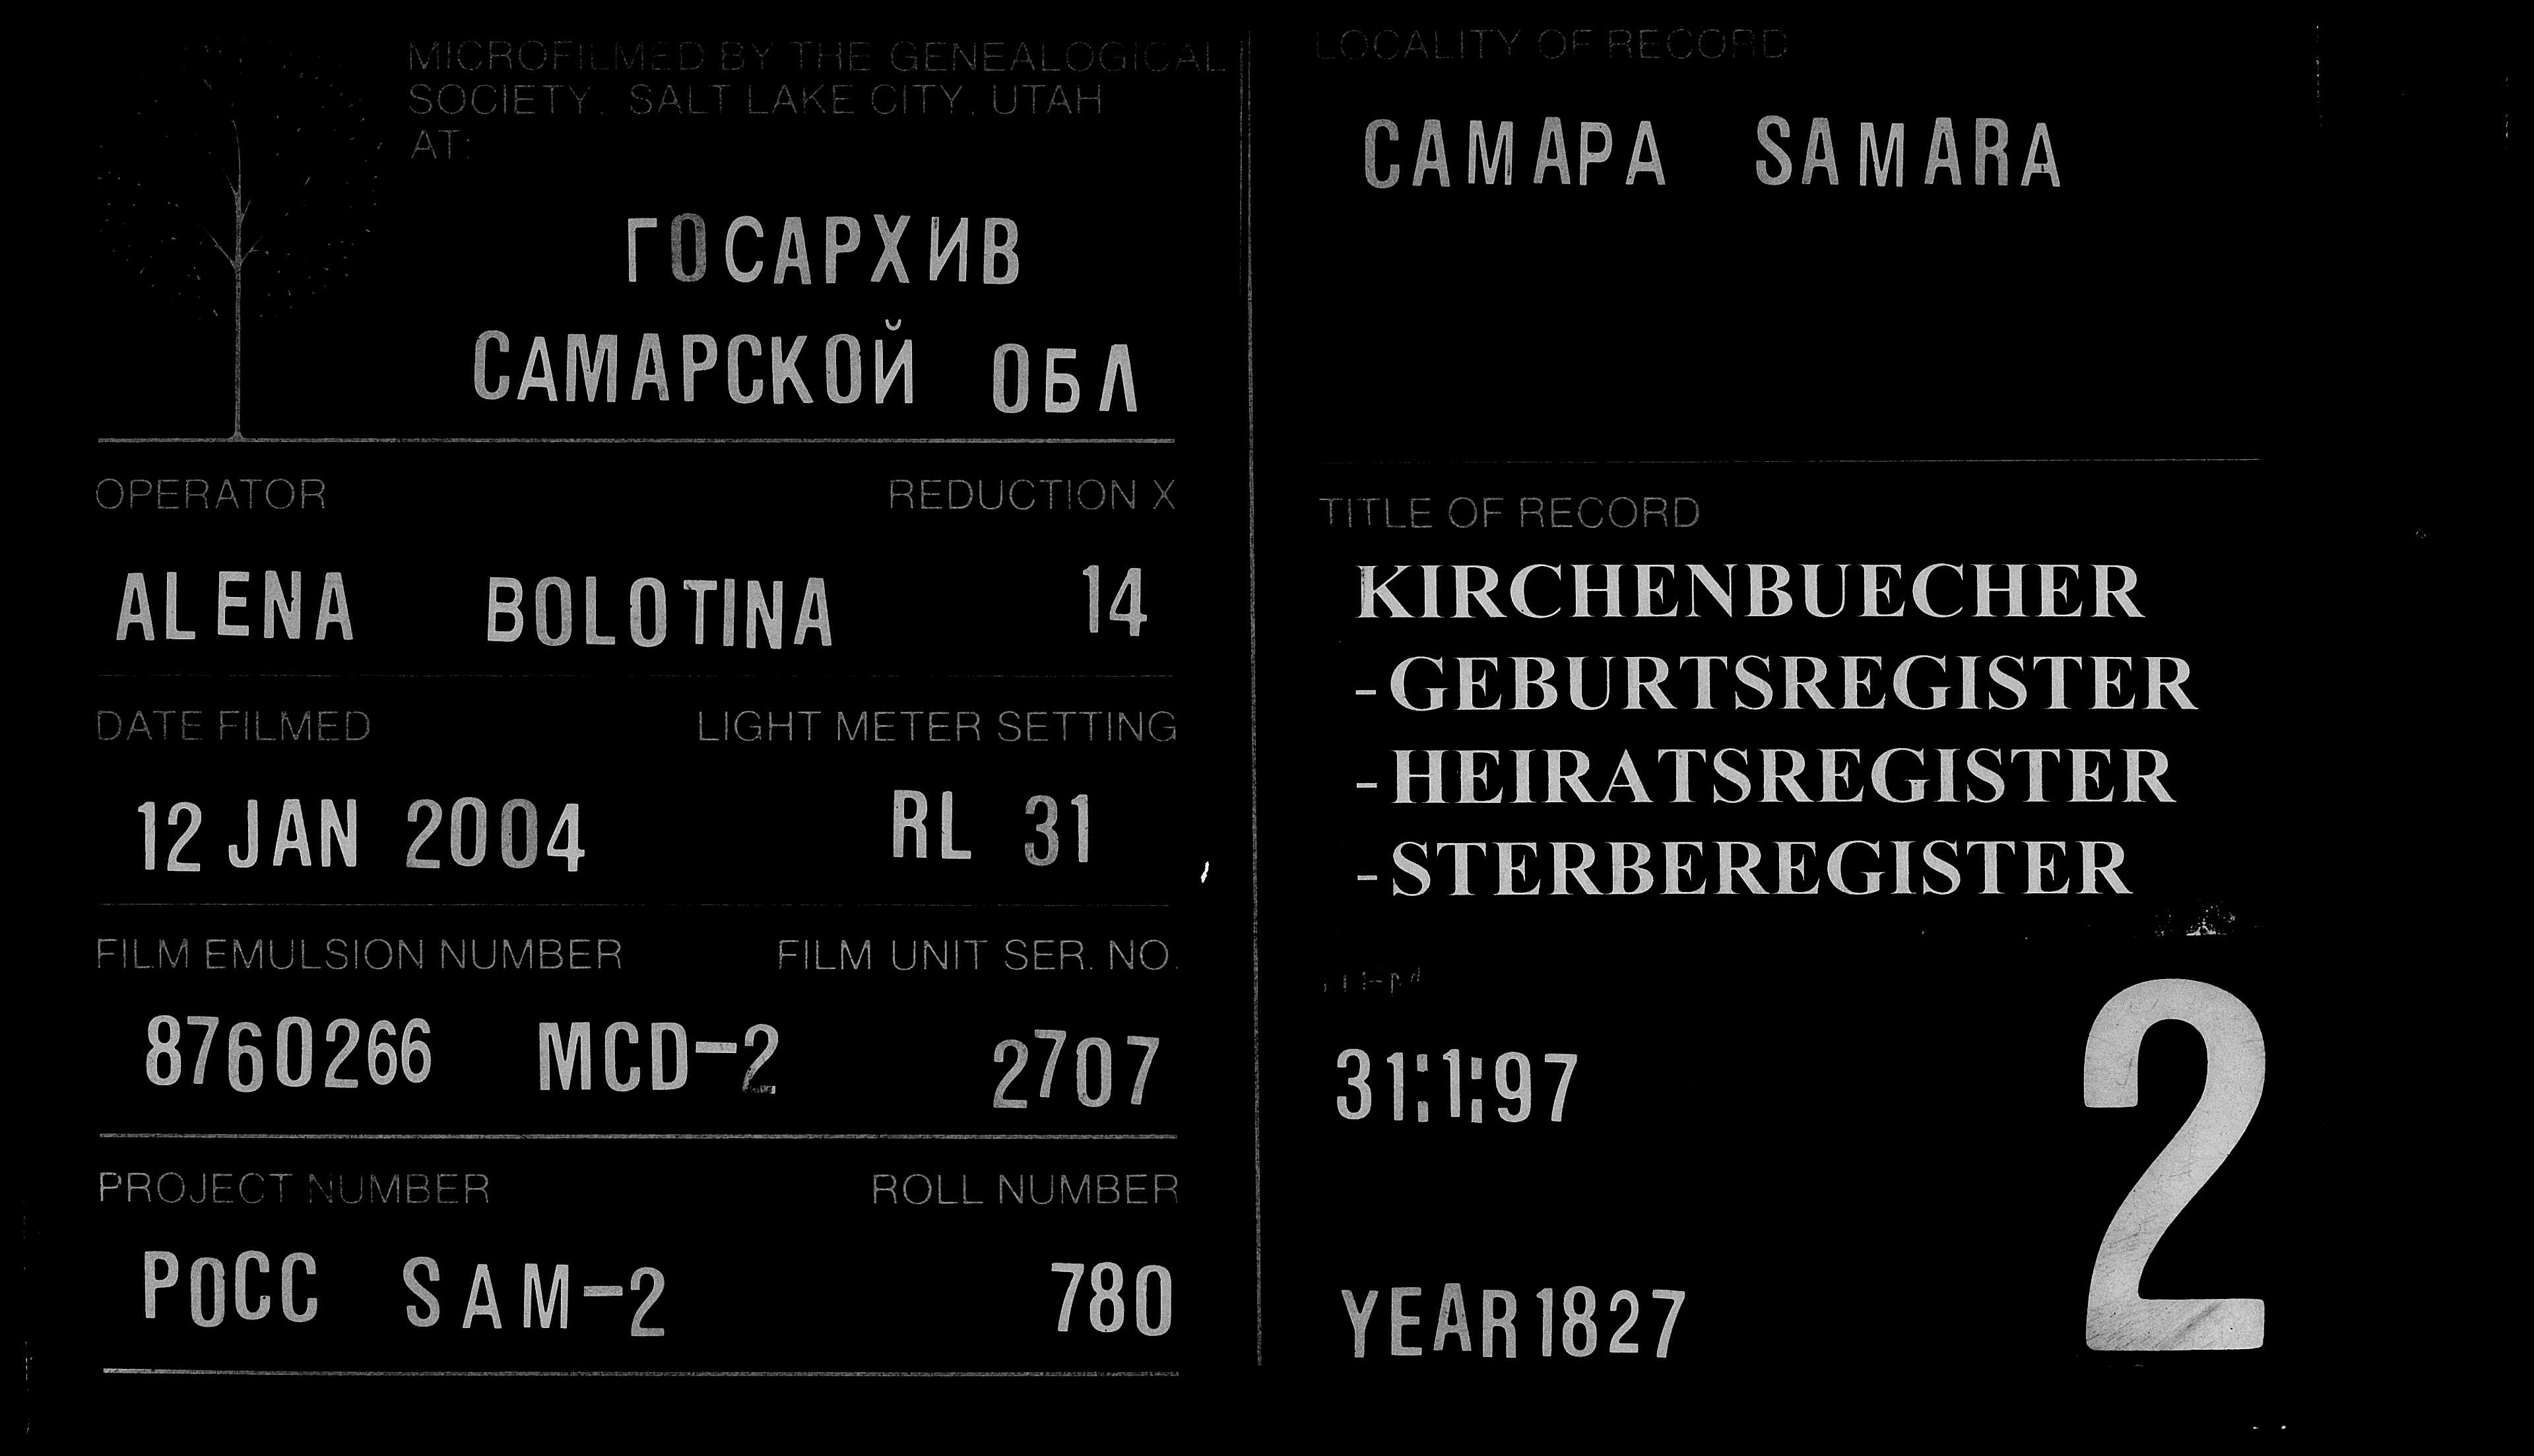 MICROFILMED BY THE GENEALOGICAL
SOCIETY, SALT LAKE CITY, UTAH
AT:
ГОСАРХИВ
САМАРСКОЙ ОБЛ
OPERATOR REDUCTION X
ALENA BOLOTINA 14
DATE FILMED LIGHT METER SETTING
12 JAN 2004 RL 31
FILM EMULSION NUMBER FILM UNIT SER. NO.
8760266 MCD-2 2707
PROJECT NUMBER ROLL NUMBER
РОСС SAM-2 780
LOCALITY OF RECORD
САМАРА SAMARA
TITLE OF RECORD
KIRCHENBUECHER
-GEBURTSREGISTER
-HEIRATSREGISTER
-STERBEREGISTER
31:1:97
2
YEAR 1827